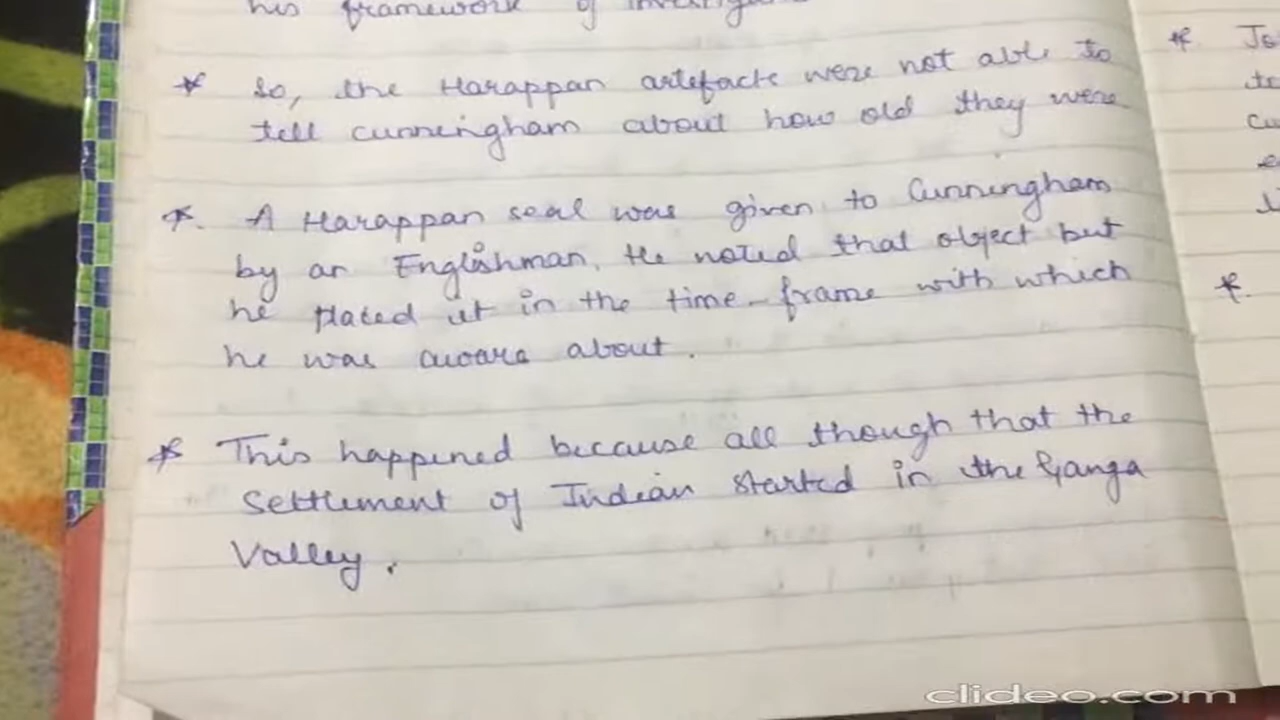 his framework of
* So, the Harappan artefacts were not able to
tell Cunningham about how old they were
*. A Harappan seal was given to Cunningham
by an Englishman. He noted that object but
he plated it in the time-frame with which
he was aware about.
* This happened because all though that the
Settlement of Indian started in the Ganga
Valley.
*
*.
clideo.com